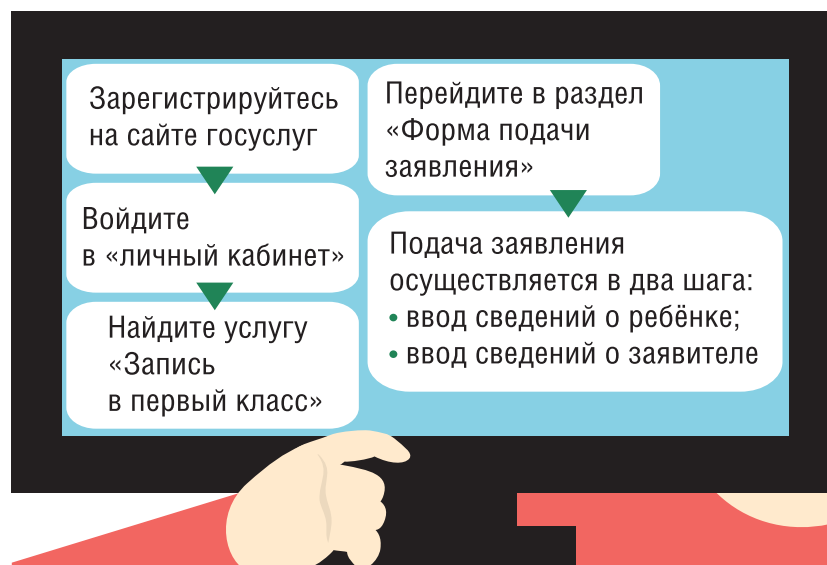 Зарегистрируйтесь
на сайте госуслуг
Войдите
в «личный кабинет»
Найдите услугу
«Запись
в первый класс»
Перейдите в раздел
«Форма подачи
заявления»
Подача заявления
осуществляется в два шага:
• ввод сведений о ребёнке;
• ввод сведений о заявителе